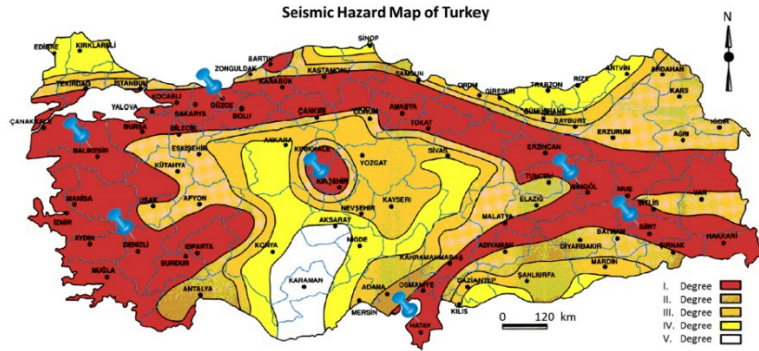 Seismic Hazard Map of Turkey
N
EDİRNE
KIRKLARELİ
TEKİRDAĞ
İSTANBUL
KOCAELİ
YALOVA
SAKARYA
DÜZCE
BOLU
ZONGULDAK
BARTIN
KARABÜK
KASTAMONU
SİNOP
SAMSUN
ORDU
GİRESUN
TRABZON
RİZE
ARTVİN
ARDAHAN
KARS
IĞDIR
AĞRI
ERZURUM
BAYBURT
GÜMÜŞHANE
ÇANAKKALE
BALIKESİR
BURSA
BİLECİK
ESKİŞEHİR
KÜTAHYA
ANKARA
ÇANKIRI
ÇORUM
AMASYA
TOKAT
SİVAS
YOZGAT
KIRIKKALE
KIRŞEHİR
ERZİNCAN
TUNCELİ
BİNGÖL
MUŞ
BİTLİS
VAN
HAKKARİ
MANİSA
İZMİR
UŞAK
AFYON
AYDIN
DENİZLİ
ISPARTA
BURDUR
MUĞLA
ANTALYA
KONYA
AKSARAY
NEVŞEHİR
KAYSERİ
NİĞDE
KARAMAN
MERSİN
ADANA
OSMANİYE
HATAY
KAHRAMANMARAŞ
GAZİANTEP
KİLİS
MALATYA
ADIYAMAN
ELAZIĞ
DİYARBAKIR
ŞANLIURFA
MARDİN
BATMAN
SİİRT
ŞIRNAK
0 120 km
I. Degree
II. Degree
III. Degree
IV. Degree
V. Degree